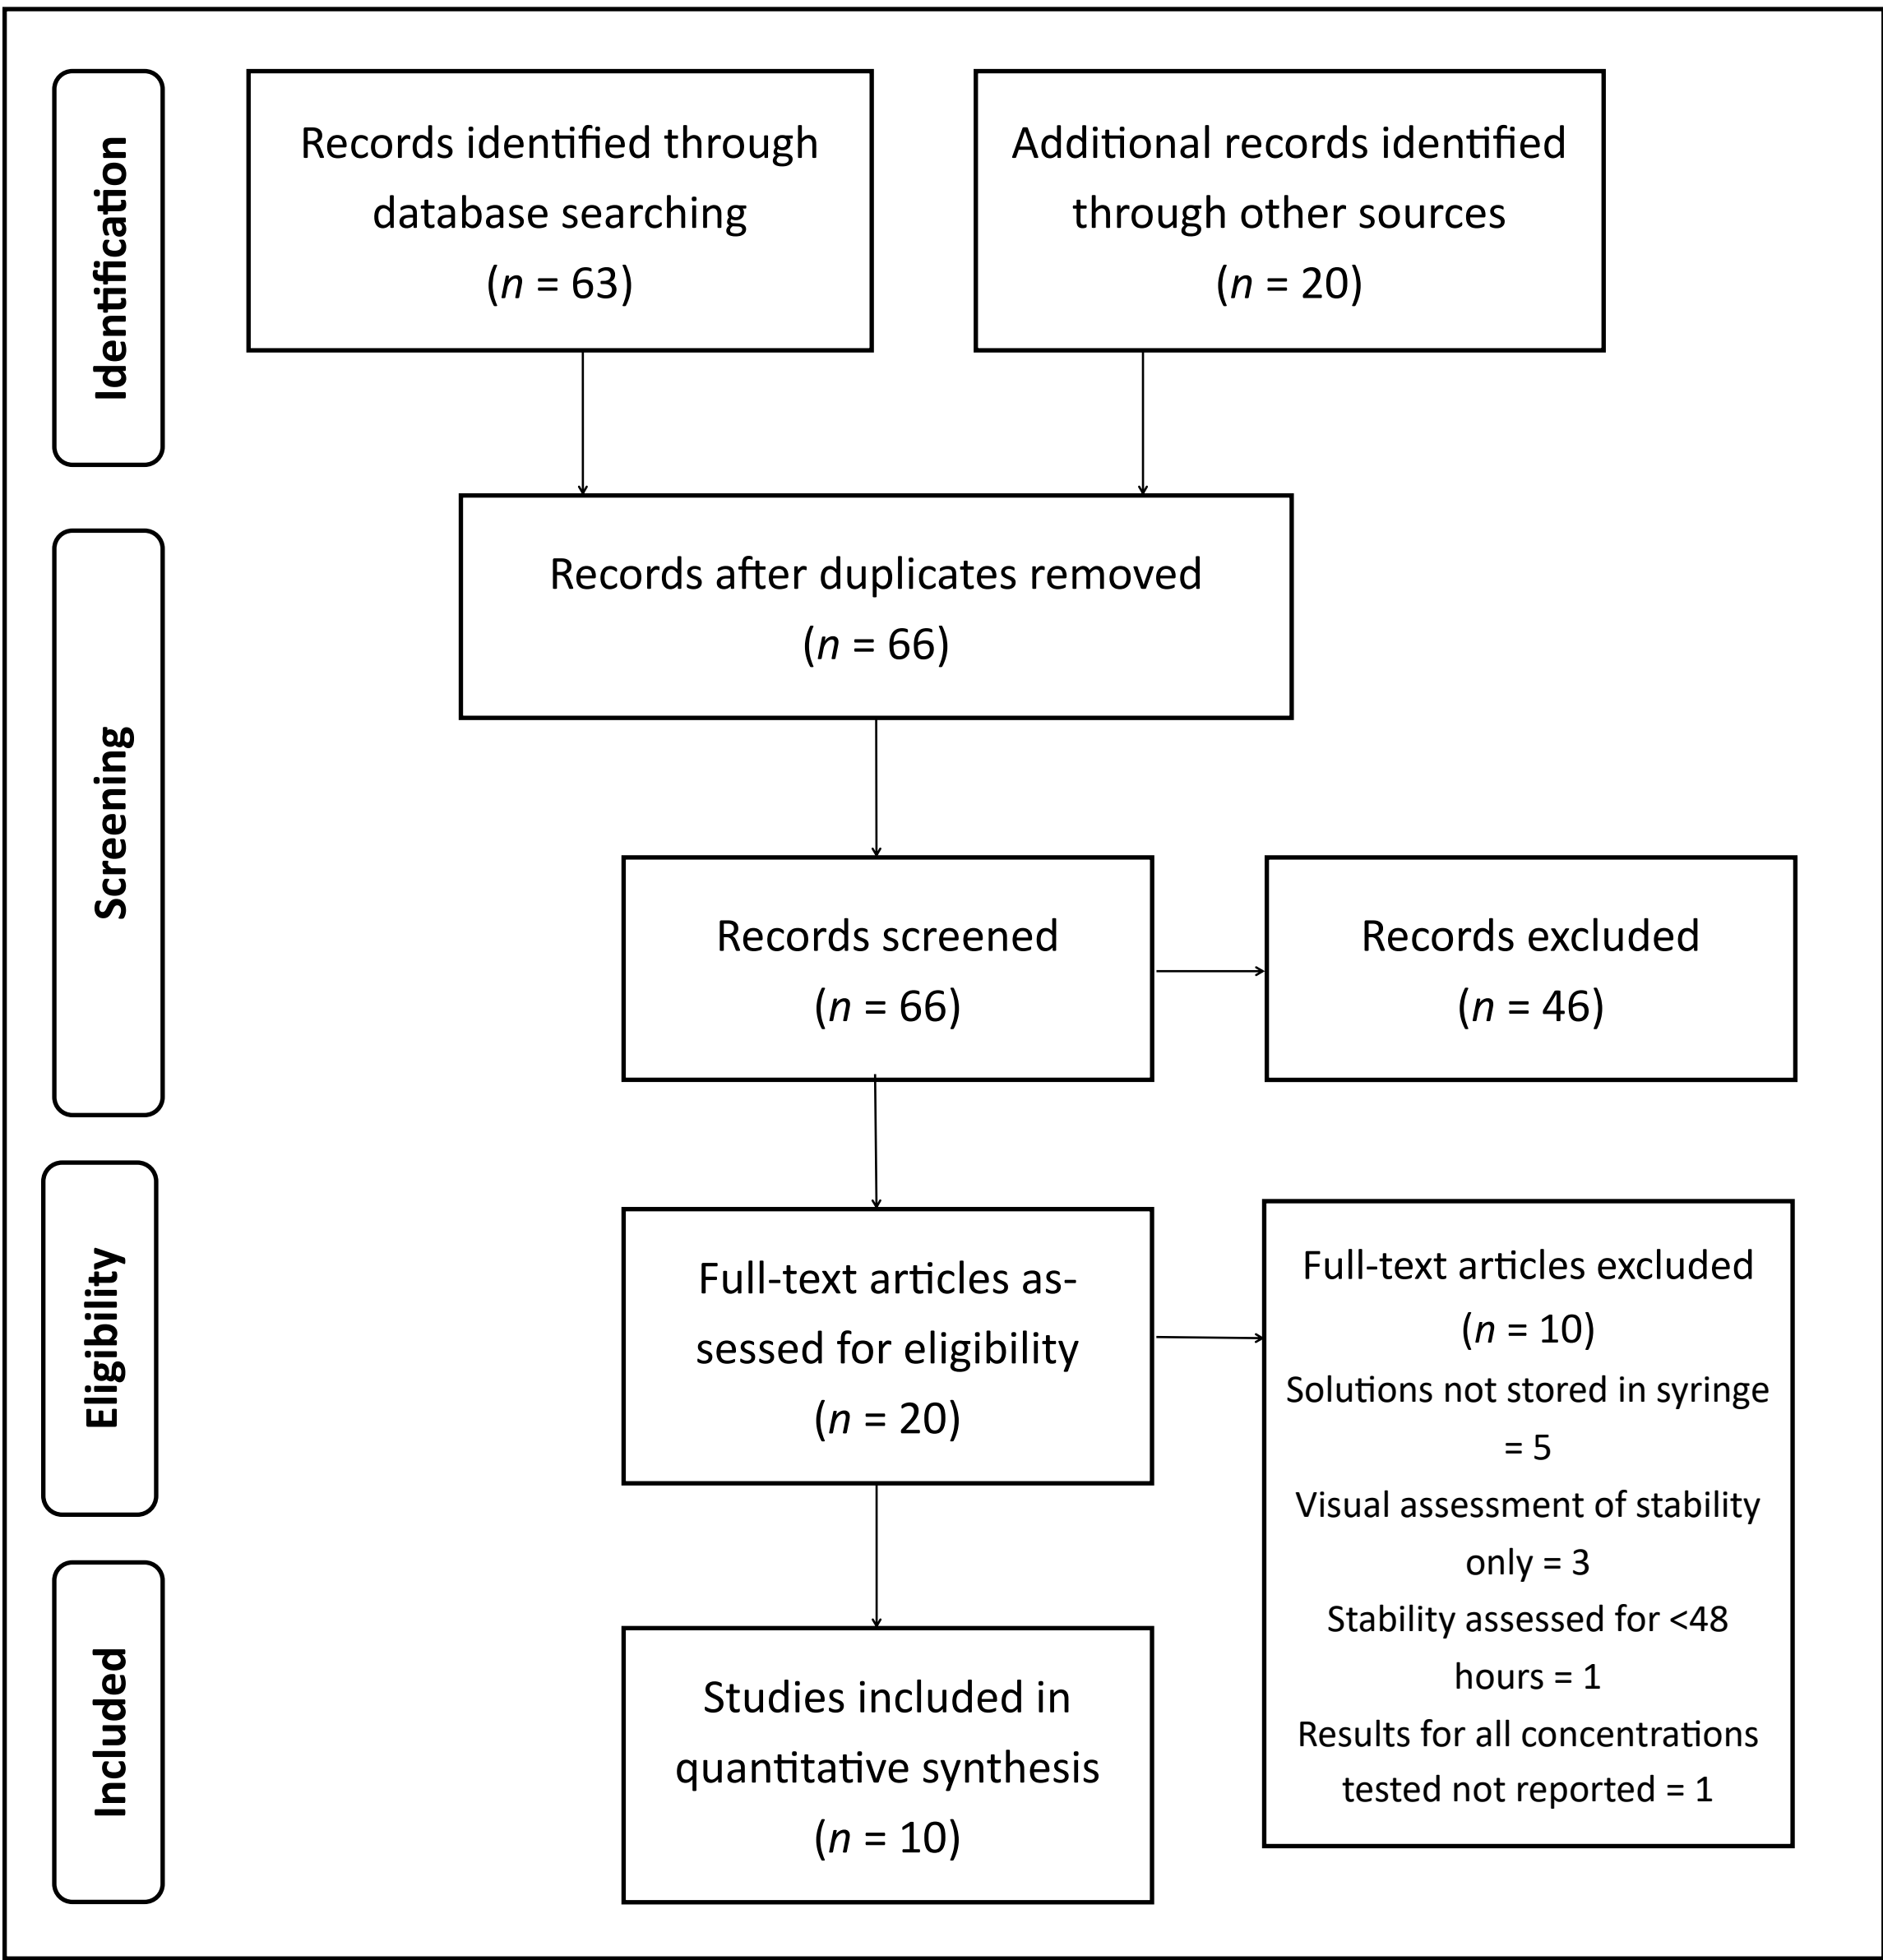 Identification
Records identified through
database searching
(n = 63)
Additional records identified
through other sources
(n = 20)
Screening
Records after duplicates removed
(n = 66)
Records screened
(n = 66)
Records excluded
(n = 46)
Eligibility
Full-text articles as-
sessed for eligibility
(n = 20)
Full-text articles excluded
(n = 10)
Solutions not stored in syringe
= 5
Visual assessment of stability
only = 3
Stability assessed for <48
hours = 1
Results for all concentrations
tested not reported = 1
Included
Studies included in
quantitative synthesis
(n = 10)